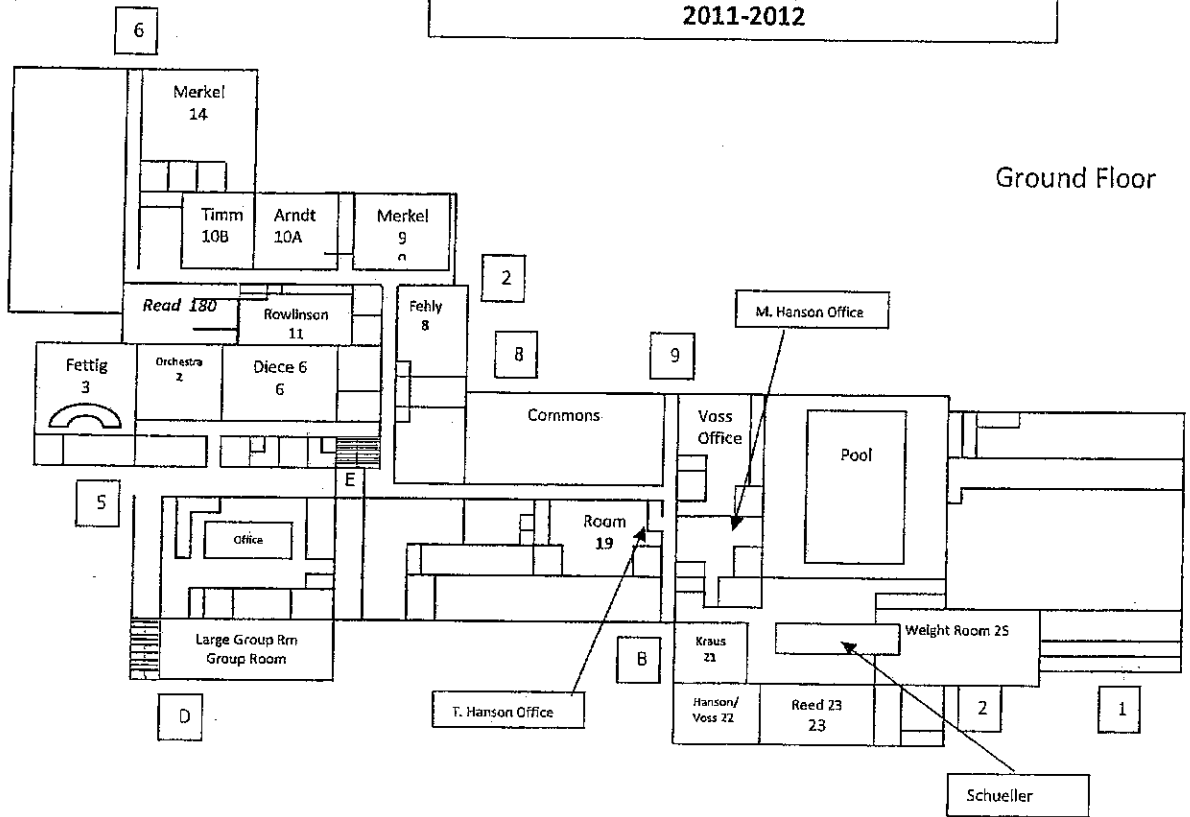 2011-2012
6
Merkel
14
Ground Floor
Timm
10B
Arndt
10A
Merkel
9
2
Read 180
Rowlinson
11
Fehly
8
M. Hanson Office
8
9
Fettig
3
Orchestra
2
Diece 6
6
Commons
Voss
Office
Pool
E
5
Office
Room
19
Large Group Rm
Group Room
B
Kraus
21
Weight Room 25
D
T. Hanson Office
Hanson/
Voss 22
Reed 23
23
2
1
Schueller